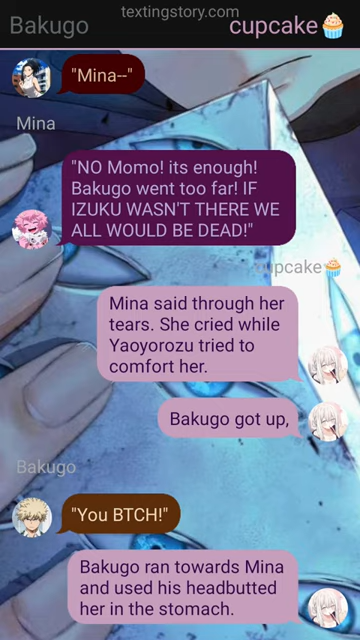 textingstory.com
Bakugo
cupcake🧁
"Mina--"
Mina
"NO Momo! its enough!
Bakugo went too far! IF
IZUKU WASN'T THERE WE
ALL WOULD BE DEAD!"
cupcake🧁
Mina said through her
tears. She cried while
Yaoyorozu tried to
comfort her.
Bakugo got up,
Bakugo
"You BTCH!"
Bakugo ran towards Mina
and used his headbutted
her in the stomach.